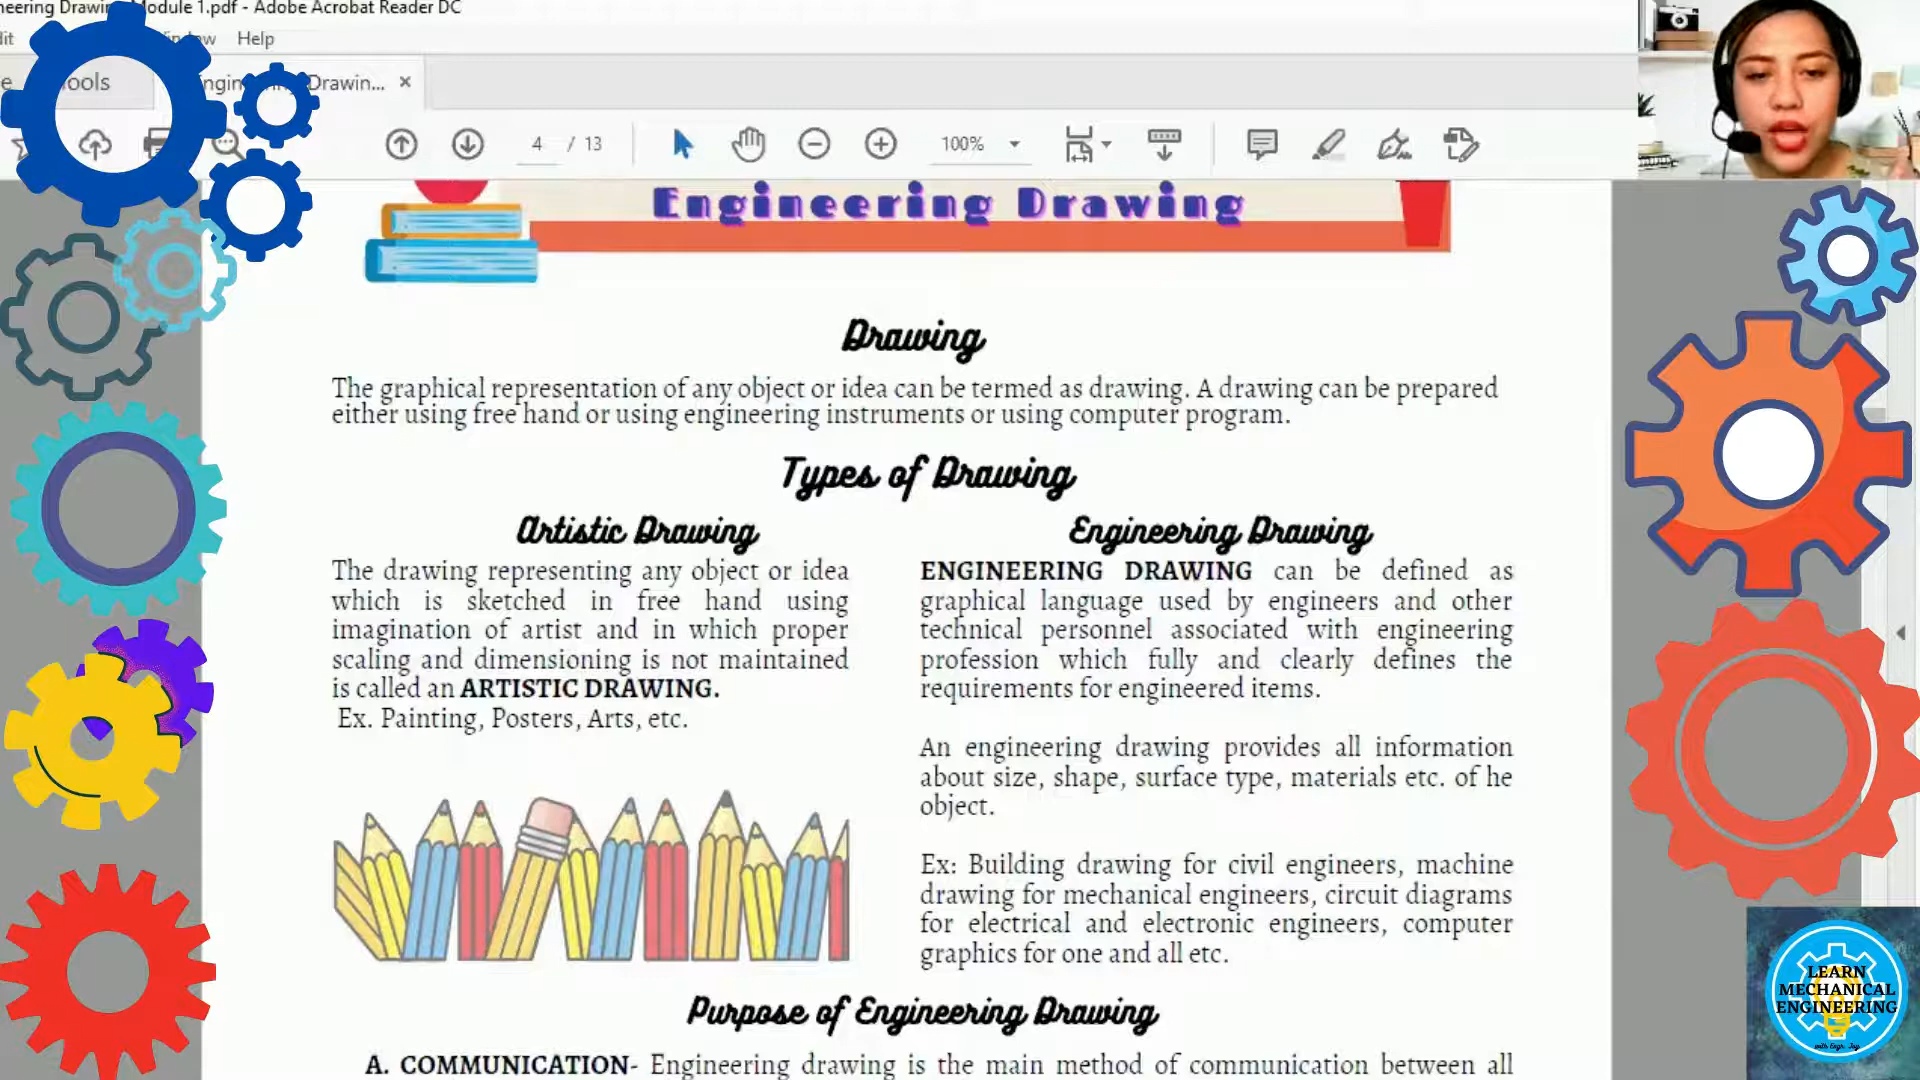 neering Drawing Module 1.pdf - Adobe Acrobat Reader DC
Help
Tools
Drawin...
4 / 13
100%
Engineering Drawing
Drawing
The graphical representation of any object or idea can be termed as drawing. A drawing can be prepared
either using free hand or using engineering instruments or using computer program.
Types of Drawing
Artistic Drawing
The drawing representing any object or idea
which is sketched in free hand using
imagination of artist and in which proper
scaling and dimensioning is not maintained
is called an ARTISTIC DRAWING.
Ex. Painting, Posters, Arts, etc.
Engineering Drawing
ENGINEERING DRAWING can be defined as
graphical language used by engineers and other
technical personnel associated with engineering
profession which fully and clearly defines the
requirements for engineered items.
An engineering drawing provides all information
about size, shape, surface type, materials etc. of he
object.
Ex: Building drawing for civil engineers, machine
drawing for mechanical engineers, circuit diagrams
for electrical and electronic engineers, computer
graphics for one and all etc.
Purpose of Engineering Drawing
A. COMMUNICATION- Engineering drawing is the main method of communication between all
LEARN
MECHANICAL
ENGINEERING
with Engr. Joy